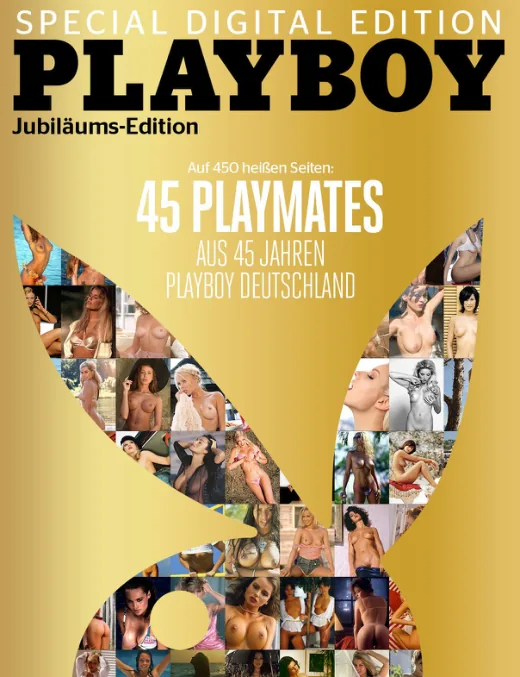 SPECIAL DIGITAL EDITION
PLAYBOY
Jubiläums-Edition
Auf 450 heißen Seiten:
45 PLAYMATES
AUS 45 JAHREN
PLAYBOY DEUTSCHLAND